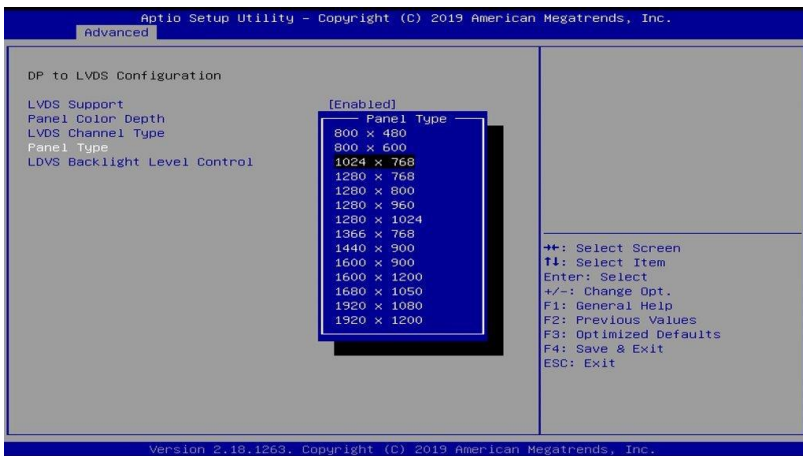 Aptio Setup Utility – Copyright (C) 2019 American Megatrends, Inc.
Advanced
DP to LVDS Configuration
LVDS Support [Enabled]
Panel Color Depth
LVDS Channel Type
Panel Type
LDVS Backlight Level Control
Panel Type
800 x 480
800 x 600
1024 x 768
1280 x 768
1280 x 800
1280 x 960
1280 x 1024
1366 x 768
1440 x 900
1600 x 900
1600 x 1200
1680 x 1050
1920 x 1080
1920 x 1200
→←: Select Screen
↑↓: Select Item
Enter: Select
+/-: Change Opt.
F1: General Help
F2: Previous Values
F3: Optimized Defaults
F4: Save & Exit
ESC: Exit
Version 2.18.1263. Copyright (C) 2019 American Megatrends, Inc.